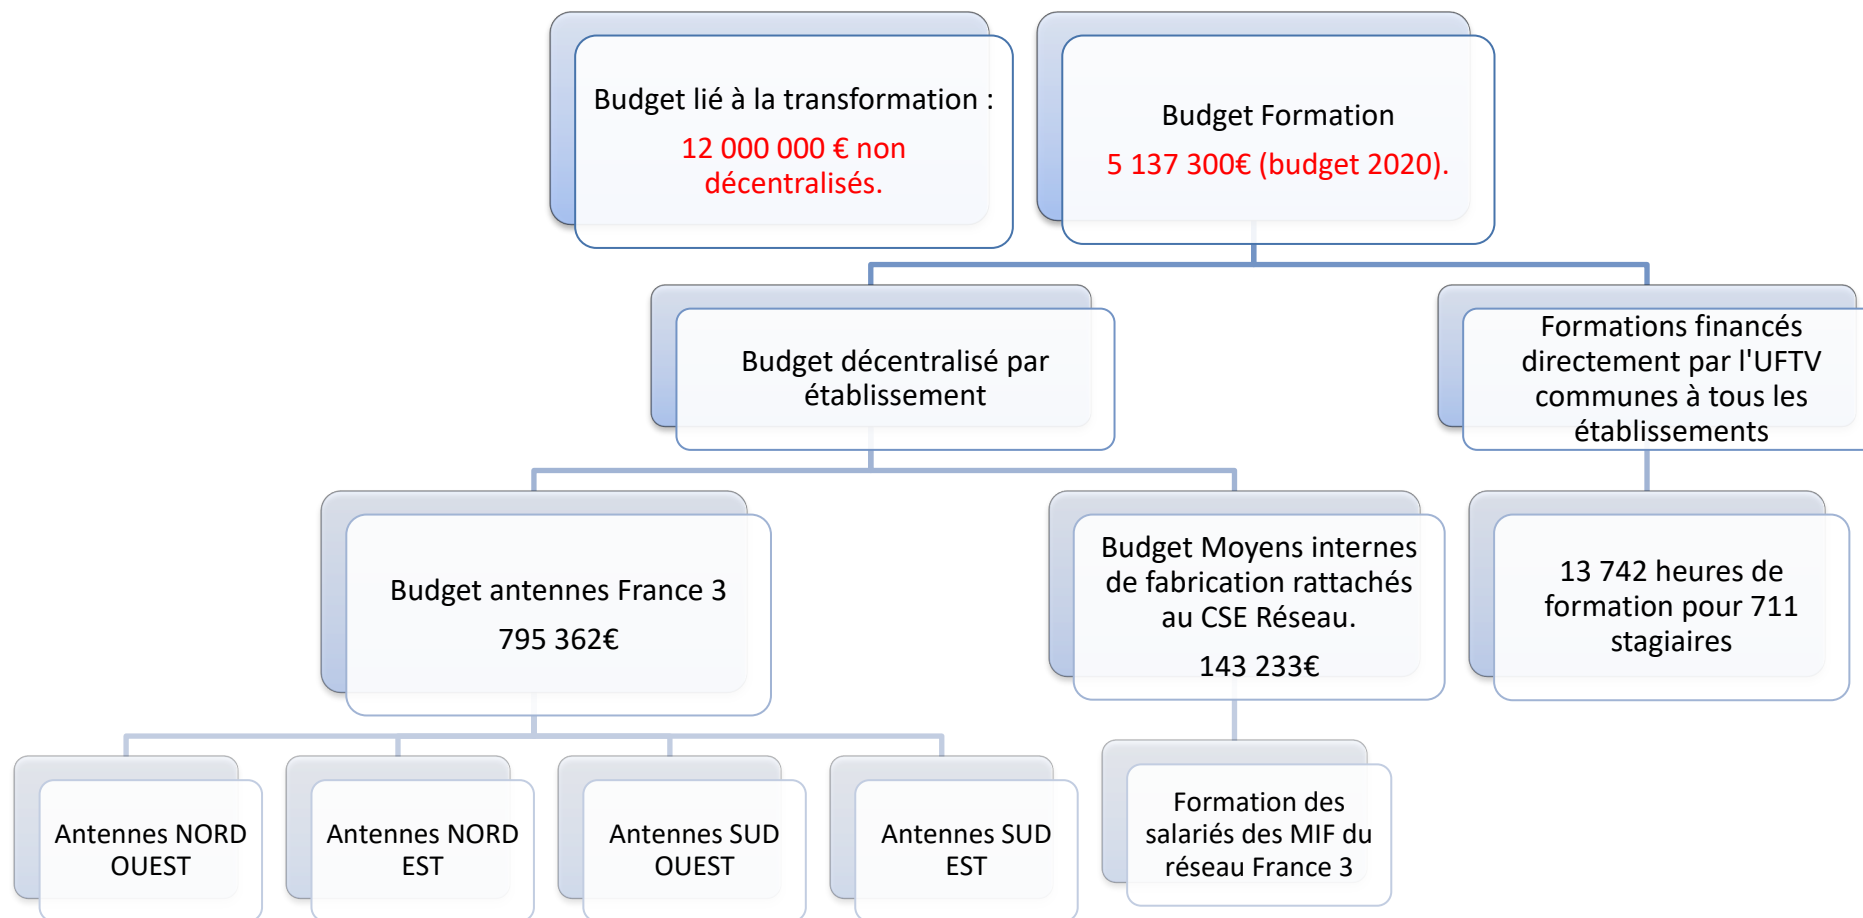 Budget lié à la transformation :
12 000 000 € non
décentralisés.
Budget Formation
5 137 300€ (budget 2020).
Budget décentralisé par
établissement
Formations financés
directement par l'UFTV
communes à tous les
établissements
Budget antennes France 3
795 362€
Budget Moyens internes
de fabrication rattachés
au CSE Réseau.
143 233€
13 742 heures de
formation pour 711
stagiaires
Antennes NORD
OUEST
Antennes NORD
EST
Antennes SUD
OUEST
Antennes SUD
EST
Formation des
salariés des MIF du
réseau France 3